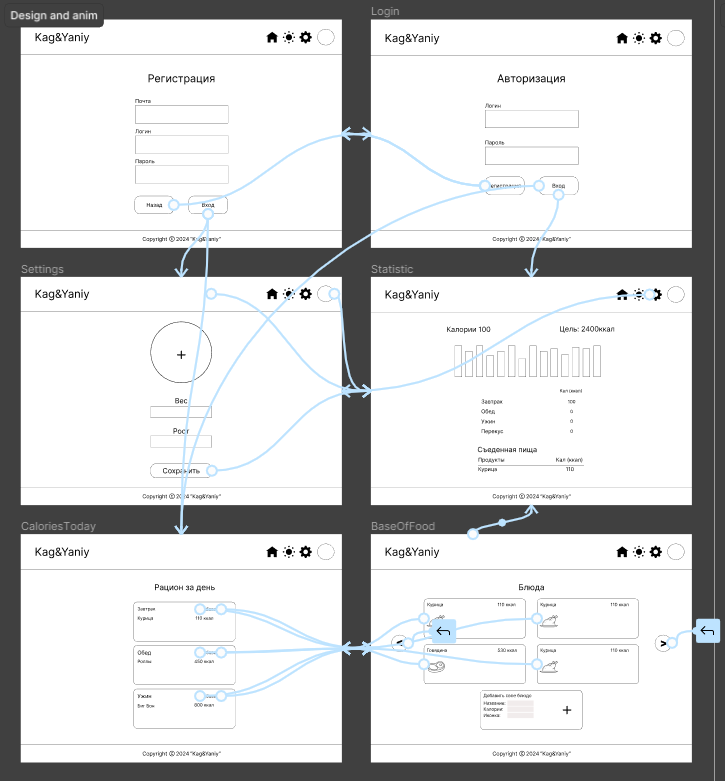 Design and anim
Kag&Yaniy
Регистрация
Почта
Логин
Пароль
Назад
Вход
Copyright © 2024 "Kag&Yaniy"
Login
Kag&Yaniy
Авторизация
Логин
Пароль
Регистрация
Вход
Copyright © 2024 "Kag&Yaniy"
Settings
Kag&Yaniy
+
Вес
Рост
Сохранить
Copyright © 2024 "Kag&Yaniy"
Statistic
Kag&Yaniy
Калории 100 Цель: 2400ккал
Кал (ккал)
Завтрак 100
Обед 0
Ужин 0
Перекус 0
Съеденная пища
Продукты Кал (ккал)
Курица 110
Copyright © 2024 "Kag&Yaniy"
CaloriesToday
Kag&Yaniy
Рацион за день
Завтрак
Курица 110 ккал
Обед
Роллы 450 ккал
Ужин
Биг Бон 800 ккал
Copyright © 2024 "Kag&Yaniy"
BaseOfFood
Kag&Yaniy
Блюда
Курица 110 ккал
Курица 110 ккал
< >
Говядина 530 ккал
Курица 110 ккал
Добавить свое блюдо
Название:
Калории:
Иконка:
+
Copyright © 2024 "Kag&Yaniy"